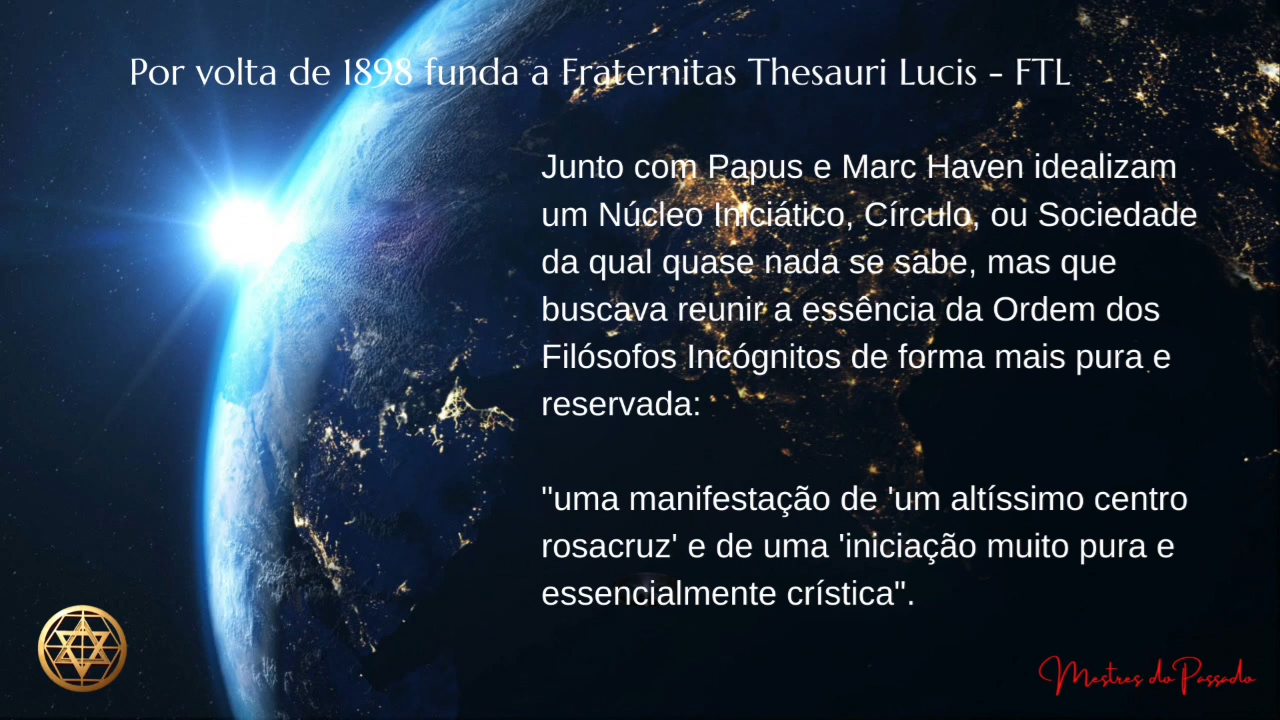 Por volta de 1898 funda a Fraternitas Thesauri Lucis - FTL
Junto com Papus e Marc Haven idealizam
um Núcleo Iniciático, Círculo, ou Sociedade
da qual quase nada se sabe, mas que
buscava reunir a essência da Ordem dos
Filósofos Incógnitos de forma mais pura e
reservada:
"uma manifestação de 'um altíssimo centro
rosacruz' e de uma 'iniciação muito pura e
essencialmente crística".
Mestres do Passado